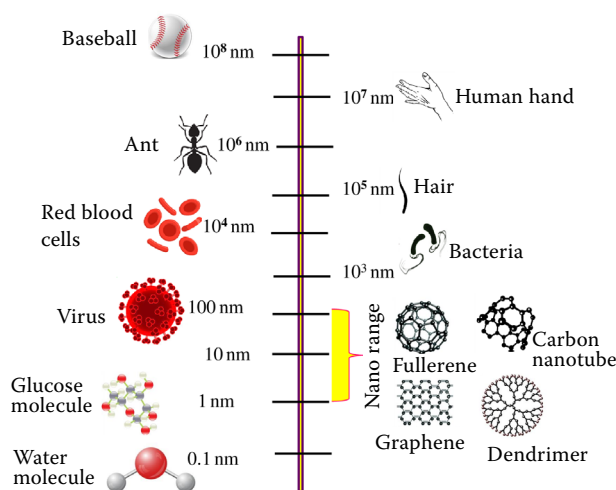 Baseball
10⁸ nm
10⁷ nm
Human hand
Ant
10⁶ nm
10⁵ nm
Hair
Red blood
cells
10⁴ nm
Bacteria
10³ nm
Virus
100 nm
10 nm
Nano range
Fullerene
Carbon
nanotube
Glucose
molecule
1 nm
Graphene
Dendrimer
Water
molecule
0.1 nm